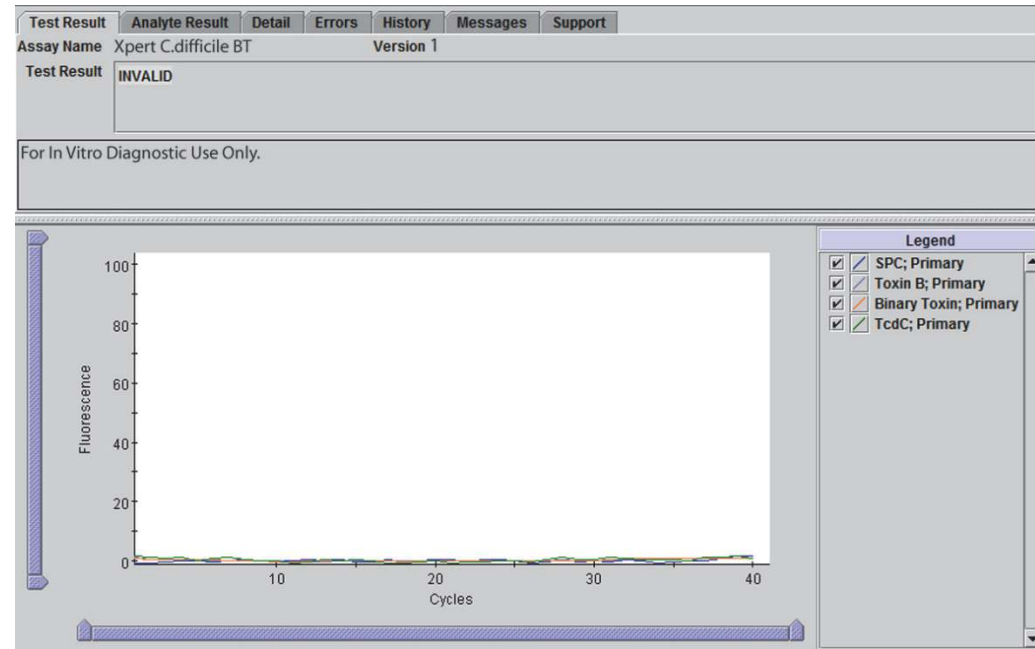 Test Result Analyte Result Detail Errors History Messages Support
Assay Name Xpert C.difficile BT Version 1
Test Result INVALID
For In Vitro Diagnostic Use Only.
Legend
SPC; Primary
Toxin B; Primary
Binary Toxin; Primary
TcdC; Primary
Fluorescence
100
80
60
40
20
0
10 20 30 40
Cycles